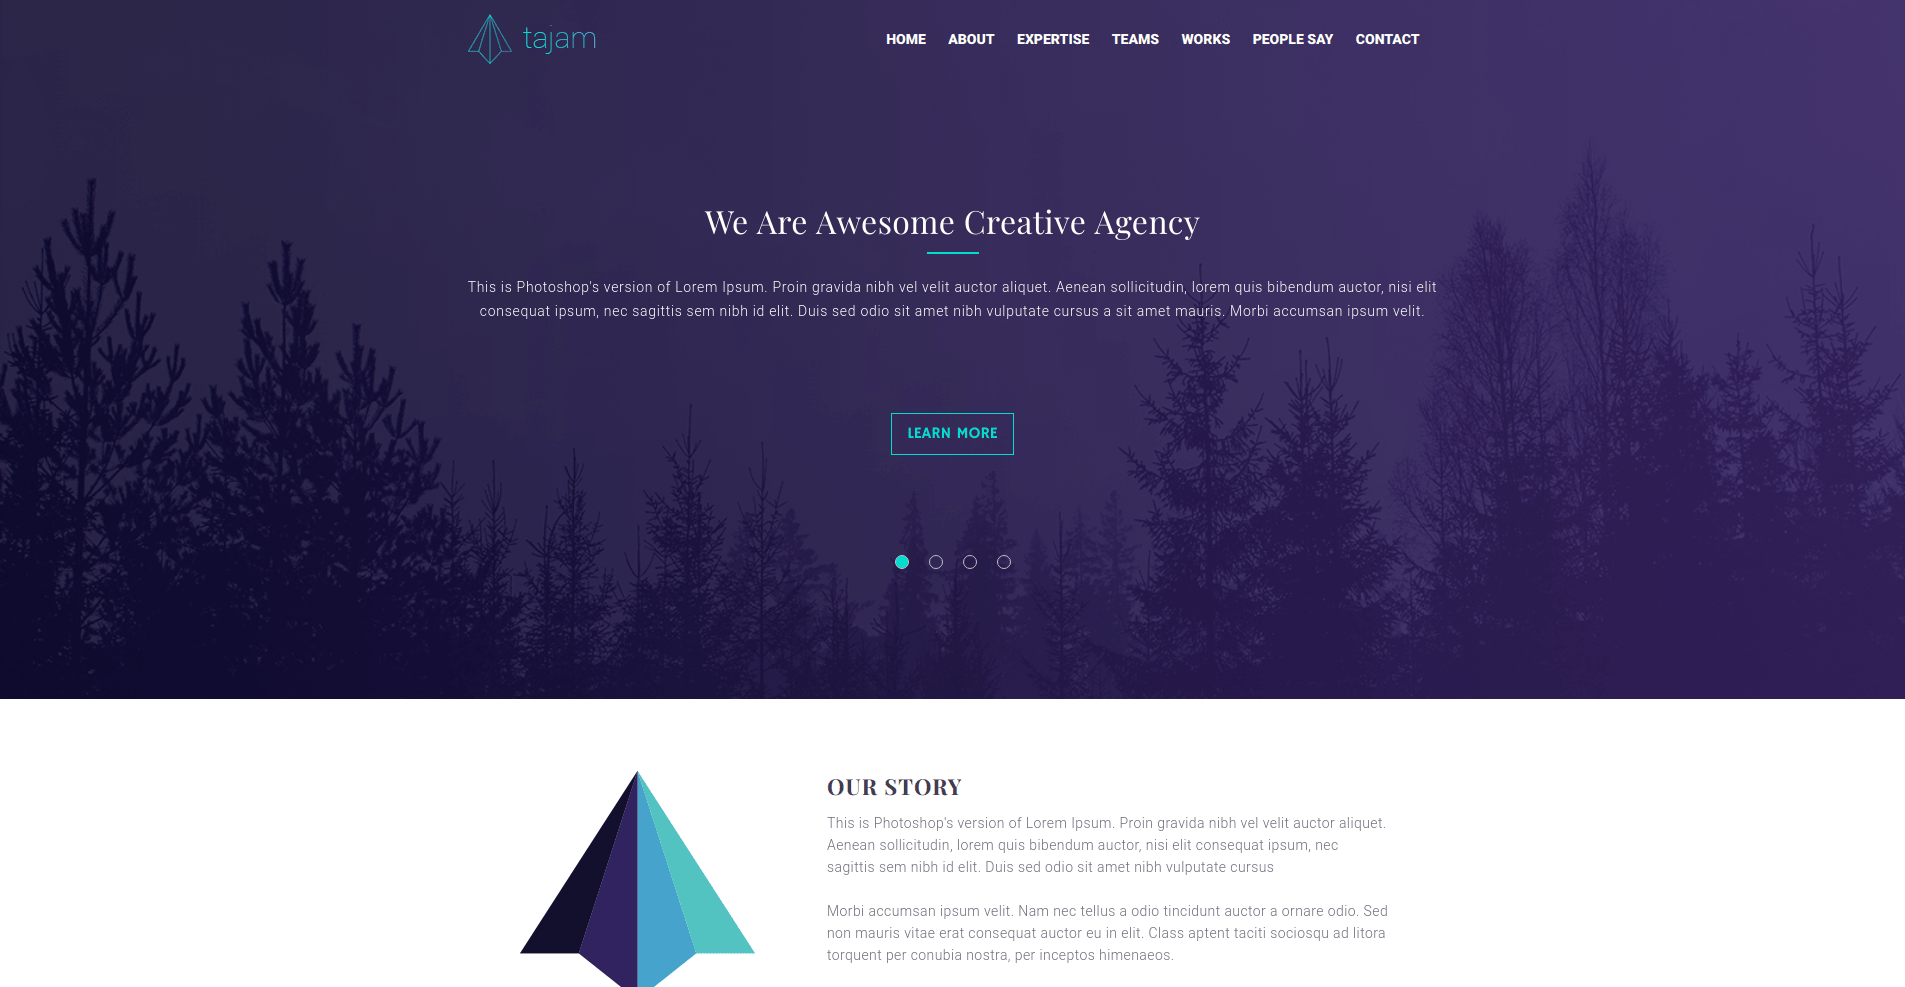 tajam
HOME ABOUT EXPERTISE TEAMS WORKS PEOPLE SAY CONTACT
We Are Awesome Creative Agency
This is Photoshop's version of Lorem Ipsum. Proin gravida nibh vel velit auctor aliquet. Aenean sollicitudin, lorem quis bibendum auctor, nisi elit
consequat ipsum, nec sagittis sem nibh id elit. Duis sed odio sit amet nibh vulputate cursus a sit amet mauris. Morbi accumsan ipsum velit.
LEARN MORE
OUR STORY
This is Photoshop's version of Lorem Ipsum. Proin gravida nibh vel velit auctor aliquet.
Aenean sollicitudin, lorem quis bibendum auctor, nisi elit consequat ipsum, nec
sagittis sem nibh id elit. Duis sed odio sit amet nibh vulputate cursus
Morbi accumsan ipsum velit. Nam nec tellus a odio tincidunt auctor a ornare odio. Sed
non mauris vitae erat consequat auctor eu in elit. Class aptent taciti sociosqu ad litora
torquent per conubia nostra, per inceptos himenaeos.